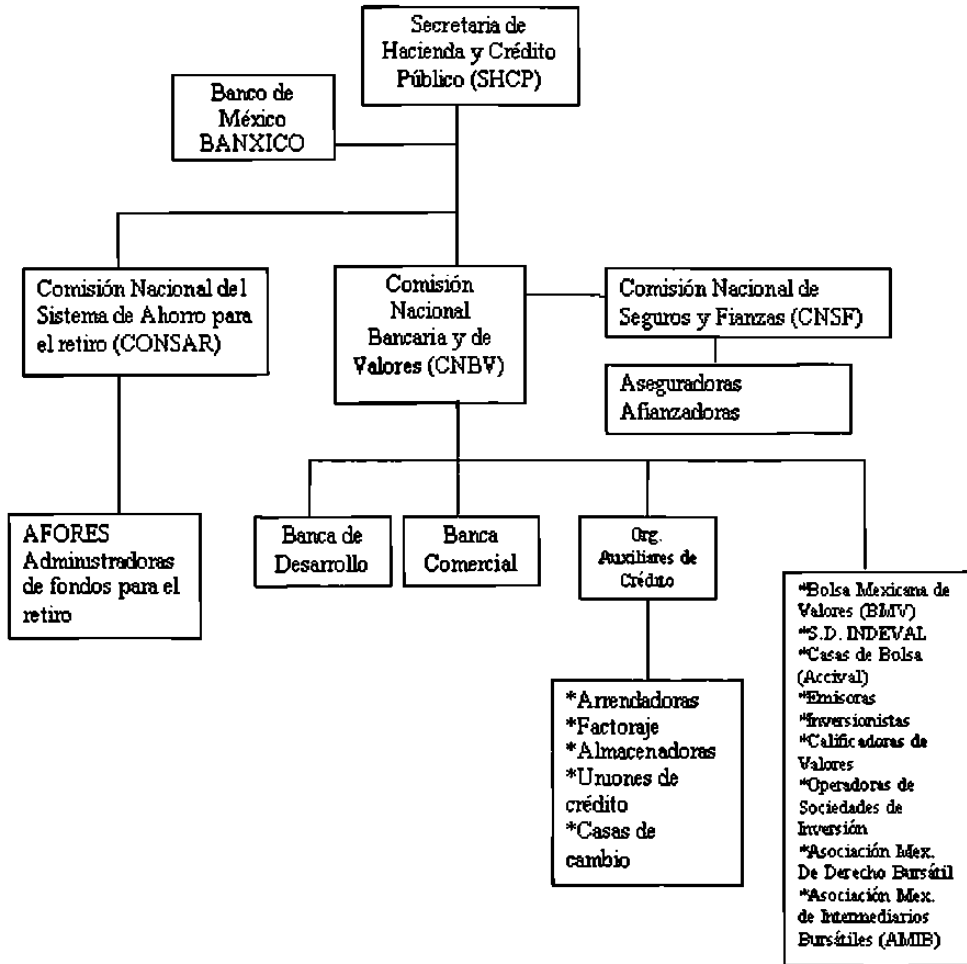 Secretaria de
Hacienda y Crédito
Público (SHCP)
Banco de
México
BANXICO
Comisión Nacional del
Sistema de Ahorro para
el retiro (CONSAR)
Comisión
Nacional
Bancaria y de
Valores (CNBV)
Comisión Nacional de
Seguros y Fianzas (CNSF)
Aseguradoras
Afianzadoras
AFORES
Administradoras
de fondos para el
retiro
Banca de
Desarrollo
Banca
Comercial
Org.
Auxiliares de
Crédito
*Arrendadoras
*Factoraje
*Almacenadoras
*Uniones de
crédito
*Casas de
cambio
*Bolsa Mexicana de
Valores (BMV)
*S.D. INDEVAL
*Casas de Bolsa
(Accival)
*Emisoras
*Inversionistas
*Calificadoras de
Valores
*Operadoras de
Sociedades de
Inversión
*Asociación Mex.
De Derecho Bursátil
*Asociación Mex.
de Intermediarios
Bursátiles (AMIB)